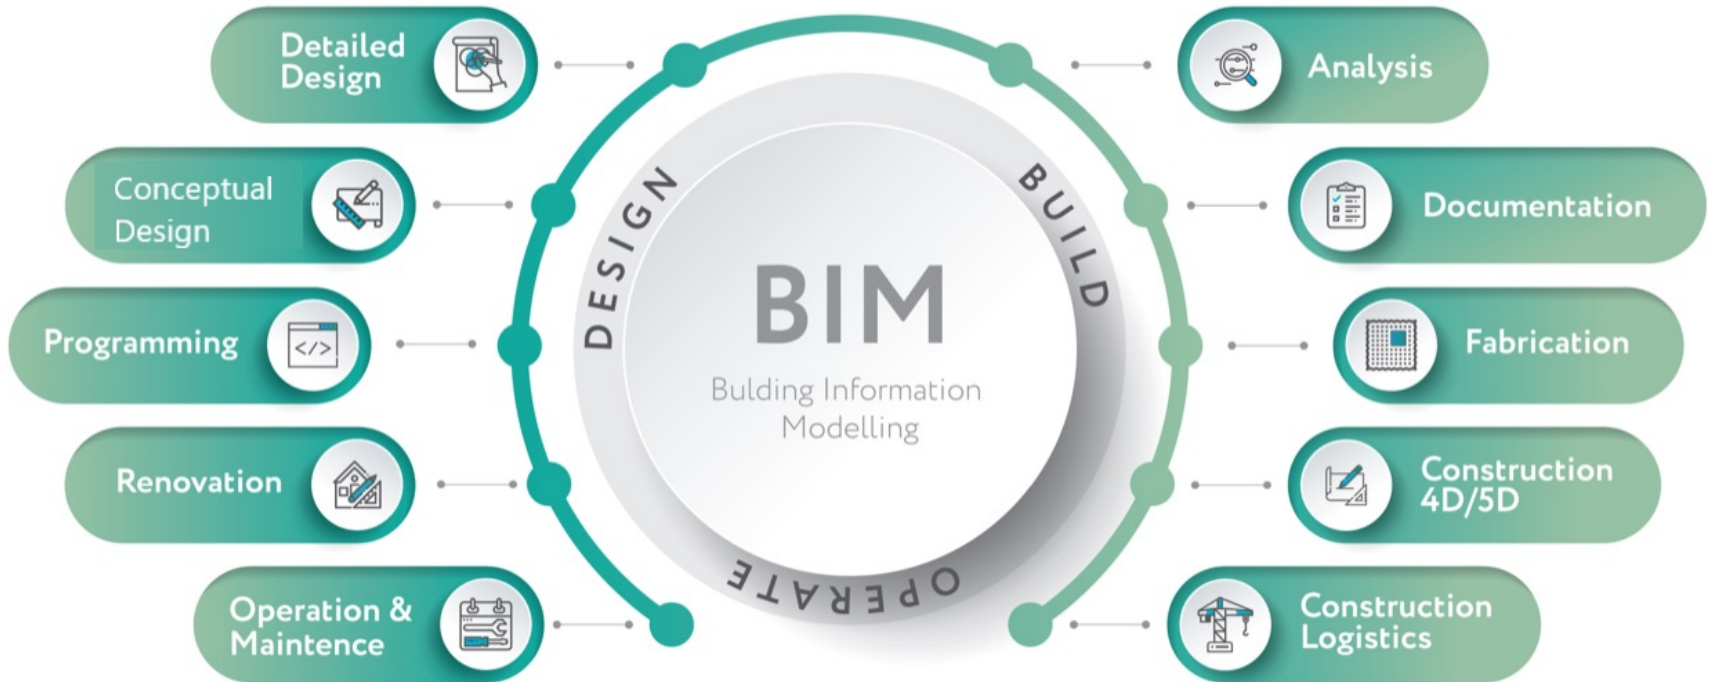 Detailed
Design
Conceptual
Design
Programming
</>
Renovation
Operation &
Maintence
DESIGN
BUILD
OPERATE
BIM
Bulding Information
Modelling
Analysis
Documentation
Fabrication
Construction
4D/5D
Construction
Logistics